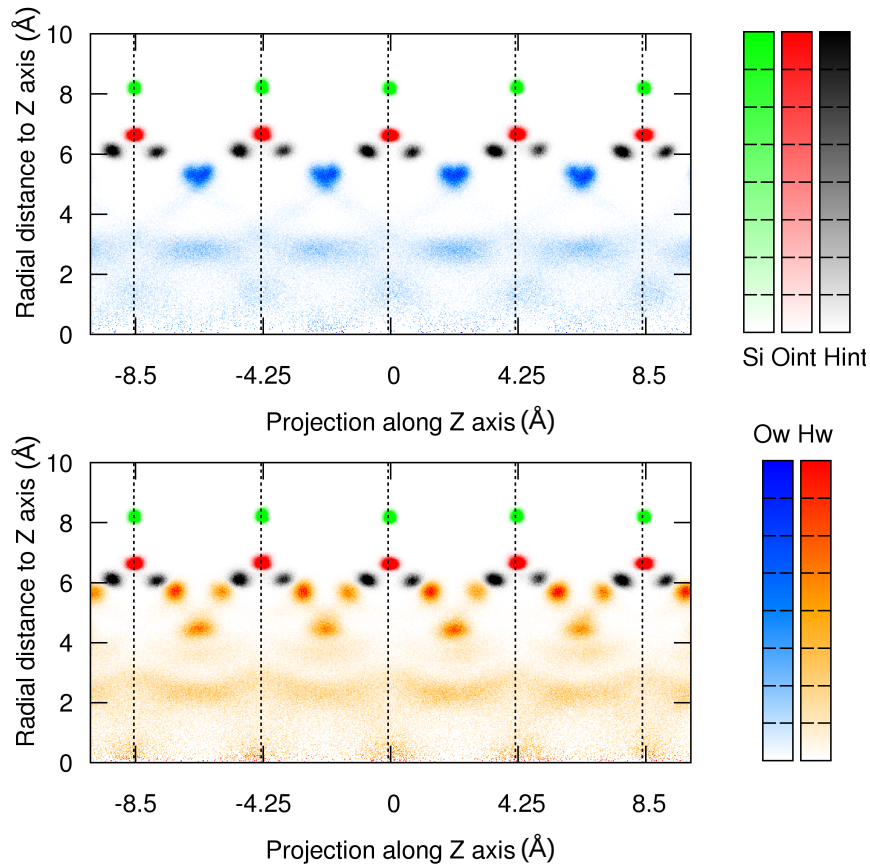 Radial distance to Z axis (Å)
10
8
6
4
2
0
-8.5 -4.25 0 4.25 8.5
Projection along Z axis (Å)
Si Oint Hint
Radial distance to Z axis (Å)
10
8
6
4
2
0
-8.5 -4.25 0 4.25 8.5
Projection along Z axis (Å)
Ow Hw